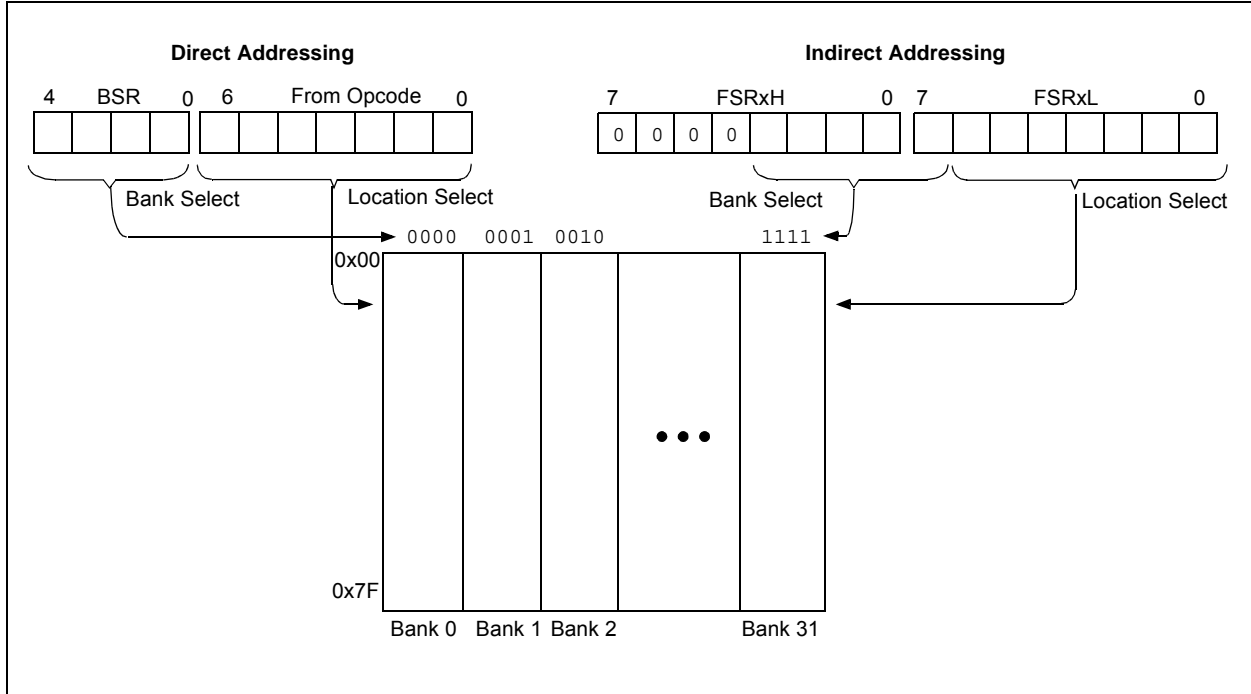 Direct Addressing
Indirect Addressing
4 BSR 0 6 From Opcode 0
7 FSRxH 0 7 FSRxL 0
0 0 0 0
Bank Select
Location Select
Bank Select
Location Select
0000 0001 0010 1111
0x00
0x7F
Bank 0 Bank 1 Bank 2 Bank 31